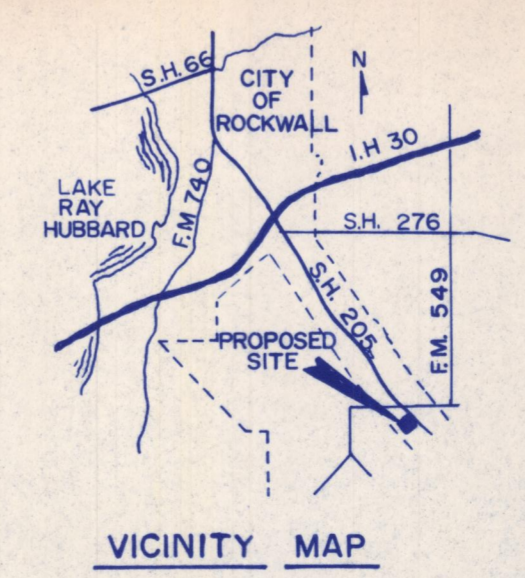 S.H. 66
CITY
OF
ROCKWALL
N
I.H 30
LAKE
RAY
HUBBARD
F.M 740
S.H. 276
S.H. 205
F.M. 549
PROPOSED
SITE
VICINITY MAP